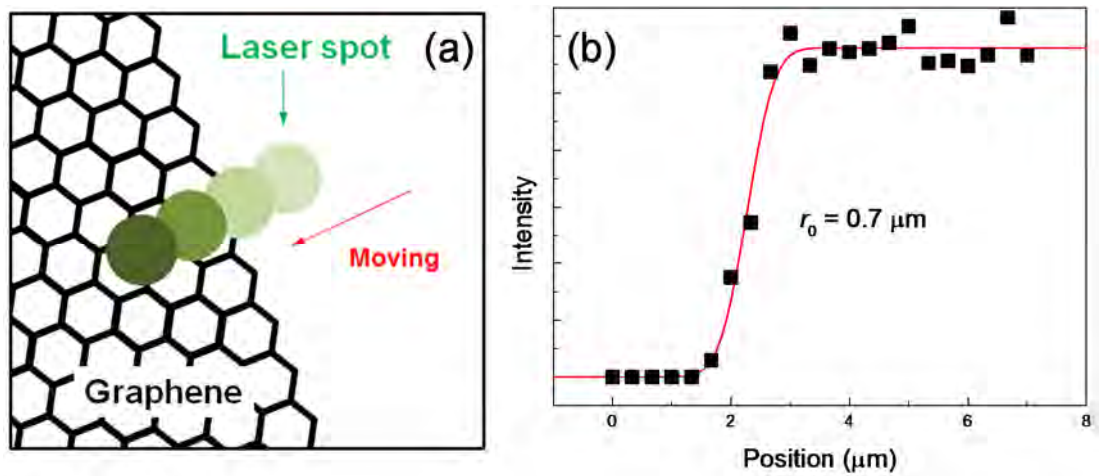 (a)
Laser spot
Moving
Graphene
(b)
Intensity
r₀ = 0.7 μm
0 2 4 6 8
Position (μm)